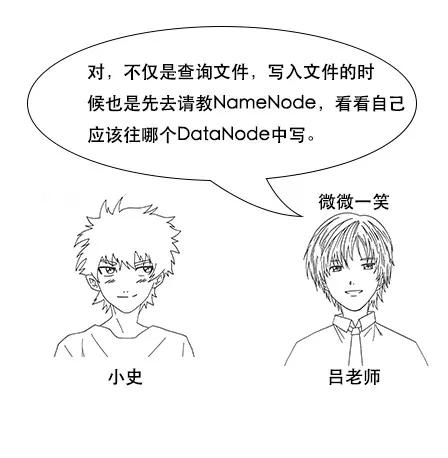 对，不仅是查询文件，写入文件的时
候也是先去请教NameNode，看看自己
应该往哪个DataNode中写。
微微一笑
小史
吕老师